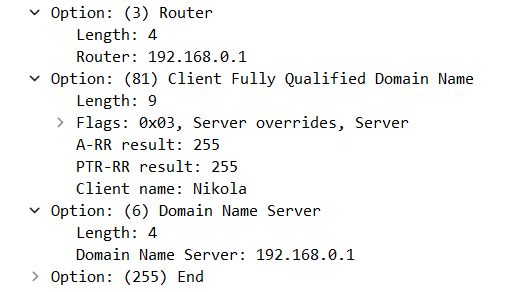 Option: (3) Router
Length: 4
Router: 192.168.0.1
Option: (81) Client Fully Qualified Domain Name
Length: 9
Flags: 0x03, Server overrides, Server
A-RR result: 255
PTR-RR result: 255
Client name: Nikola
Option: (6) Domain Name Server
Length: 4
Domain Name Server: 192.168.0.1
Option: (255) End